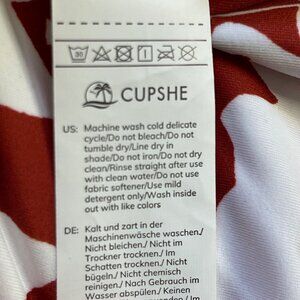 30
CUPSHE
US: Machine wash cold delicate
cycle/Do not bleach/Do not
tumble dry/Line dry in
shade/Do not iron/Do not dry
clean/Rinse straight after use
with clean water/Do not use
fabric softener/Use mild
detergent only/Wash inside
out with like colors
DE: Kalt und zart in der
Maschinenwäsche waschen./
Nicht bleichen./ Nicht im
Trockner trocknen./ Im
Schatten trocknen./ Nicht
bügeln./ Nicht chemisch
reinigen./ Nach Gebrauch im
Wasser abspülen./ Keinen